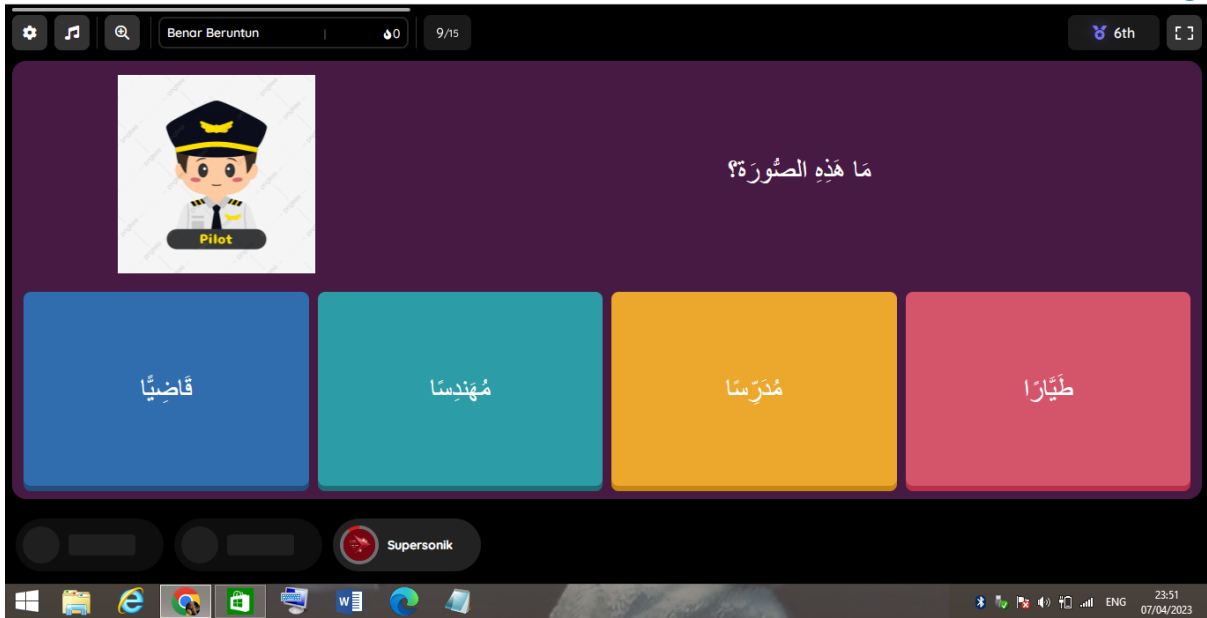 Benar Beruntun
0
9/15
6th
Pilot
مَا هَذِهِ الصُّورَة؟
قَاضِيًّا
مُهَندِسًا
مُدَرِّسًا
طَيَّارًا
Supersonik
ENG
23:51
07/04/2023